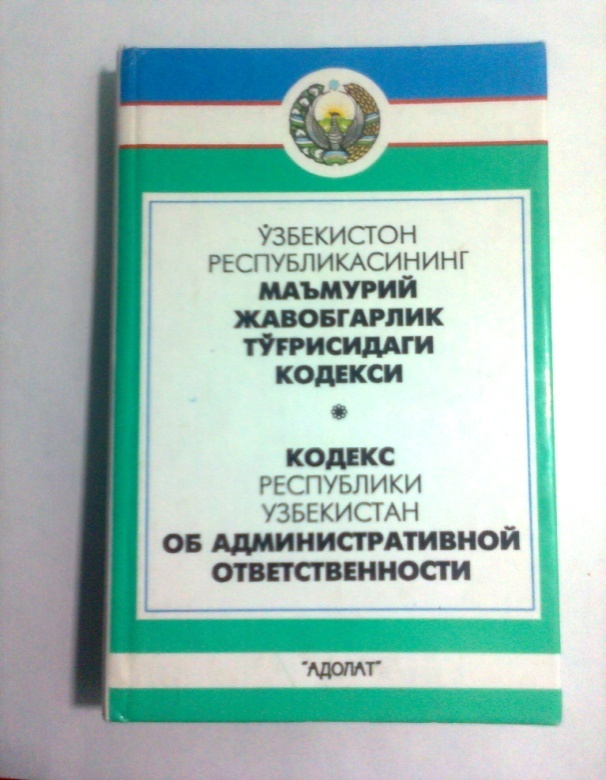 ЎЗБЕКИСТОН
РЕСПУБЛИКАСИНИНГ
МАЪМУРИЙ
ЖАВОБГАРЛИК
ТЎҒРИСИДАГИ
КОДЕКСИ
КОДЕКС
РЕСПУБЛИКИ
УЗБЕКИСТАН
ОБ АДМИНИСТРАТИВНОЙ
ОТВЕТСТВЕННОСТИ
"АДОЛАТ"